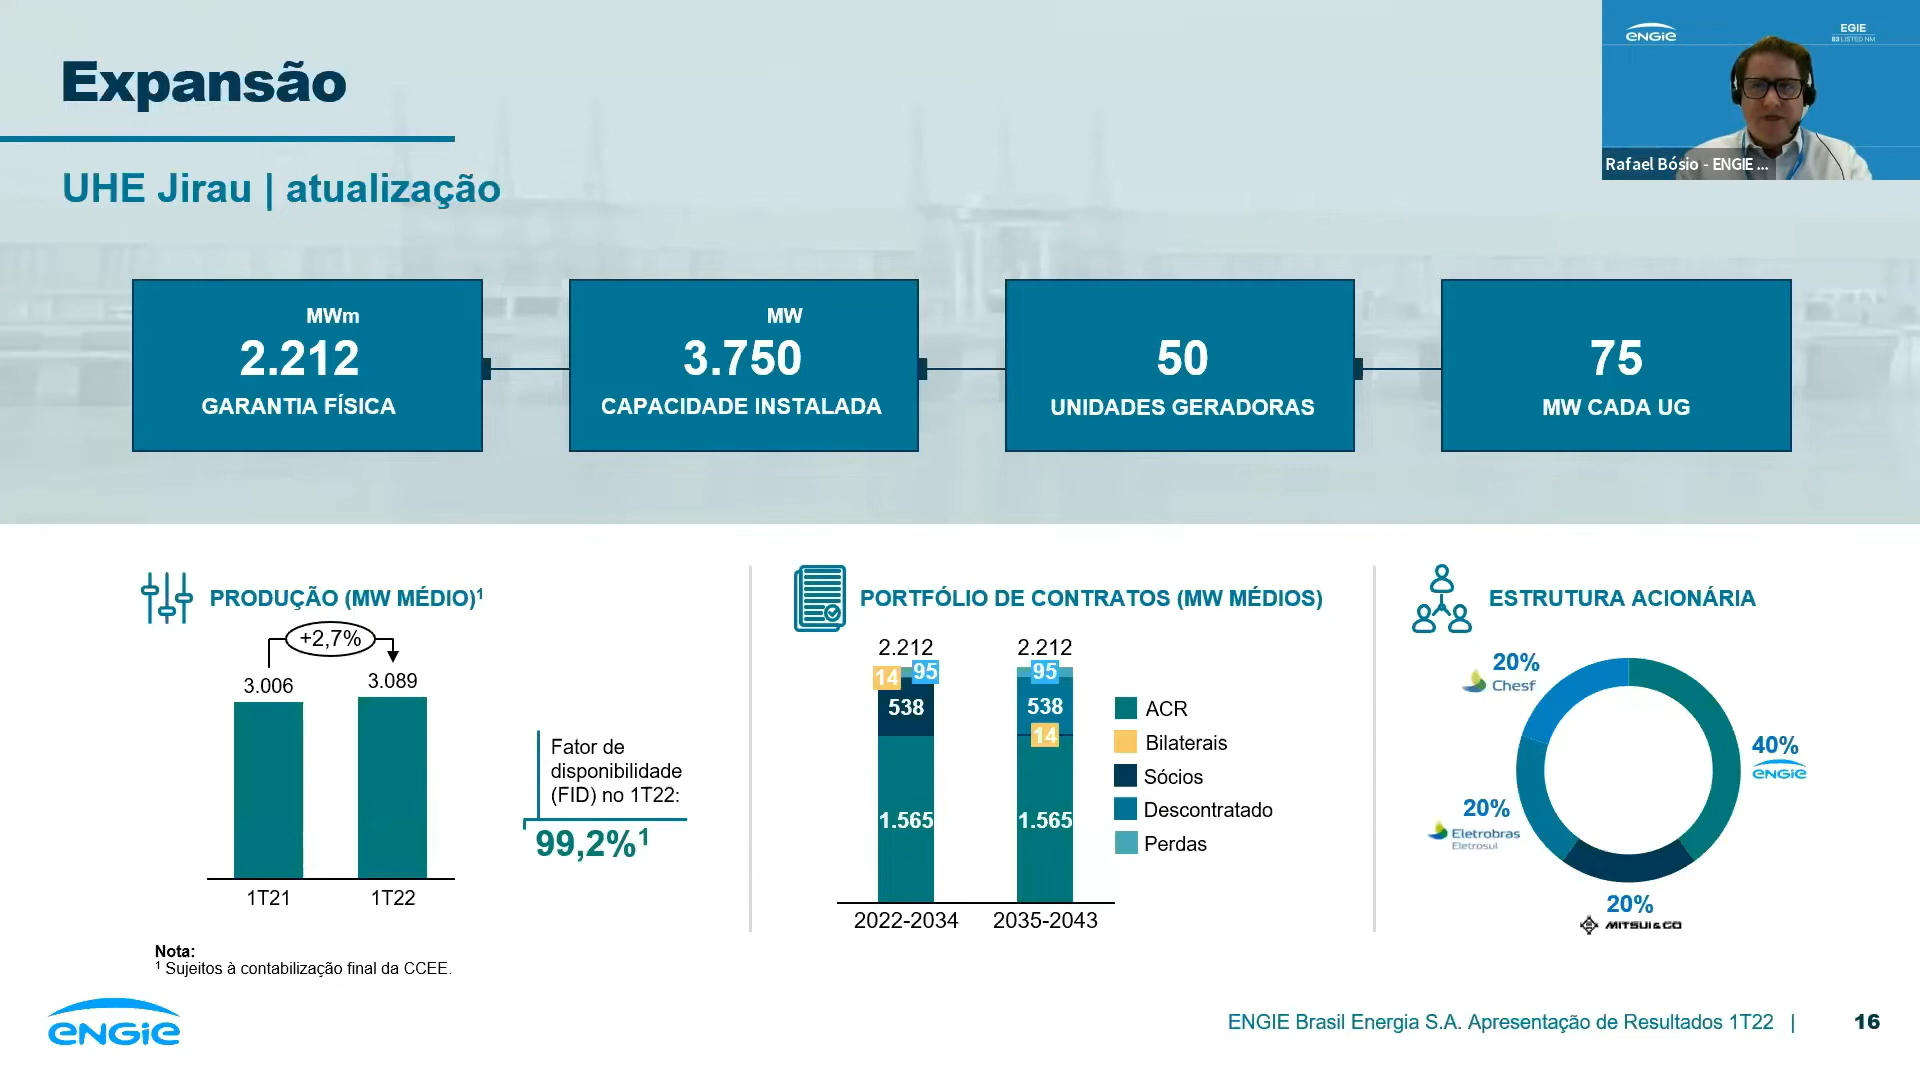 Expansão
UHE Jirau | atualização
ENGIE
EGIE
B3 LISTED NM
Rafael Bósio - ENGIE ...
MWm
2.212
GARANTIA FÍSICA
MW
3.750
CAPACIDADE INSTALADA
50
UNIDADES GERADORAS
75
MW CADA UG
PRODUÇÃO (MW MÉDIO)¹
+2,7%
3.006
3.089
1T21
1T22
Fator de
disponibilidade
(FID) no 1T22:
99,2%¹
Nota:
¹ Sujeitos à contabilização final da CCEE.
PORTFÓLIO DE CONTRATOS (MW MÉDIOS)
2.212
2.212
14
95
95
538
538
14
1.565
1.565
2022-2034
2035-2043
ACR
Bilaterais
Sócios
Descontratado
Perdas
ESTRUTURA ACIONÁRIA
20%
Chesf
40%
ENGIE
20%
Eletrobras
Eletrosul
20%
MITSUI & CO
ENGIE
ENGIE Brasil Energia S.A. Apresentação de Resultados 1T22 |
16